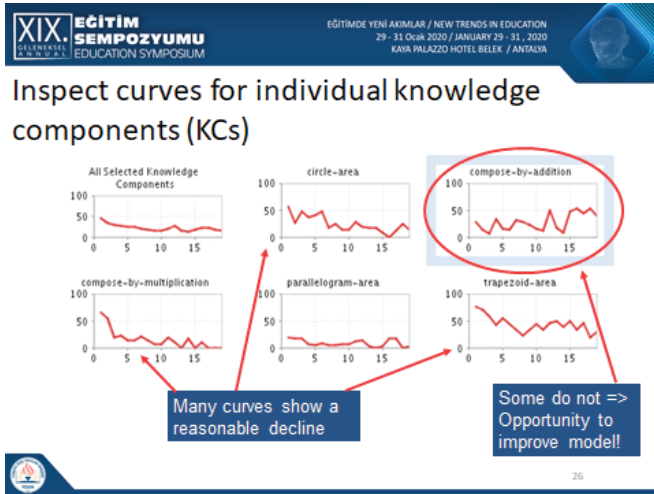 XIX. EĞİTİM
SEMPOZYUMU
GELENEKSEL
ANNUAL EDUCATION SYMPOSIUM
EĞİTİMDE YENİ AKIMLAR / NEW TRENDS IN EDUCATION
29 - 31 Ocak 2020 / JANUARY 29 - 31 , 2020
KAYA PALAZZO HOTEL BELEK / ANTALYA
Inspect curves for individual knowledge
components (KCs)
All Selected Knowledge
Components
100
50
0
0 5 10 15
circle-area
100
50
0
0 5 10 15
compose-by-addition
100
50
0
0 5 10 15
compose-by-multiplication
100
50
0
0 5 10 15
parallelogram-area
100
50
0
0 5 10 15
trapezoid-area
100
50
0
0 5 10 15
Many curves show a
reasonable decline
Some do not =>
Opportunity to
improve model!
26